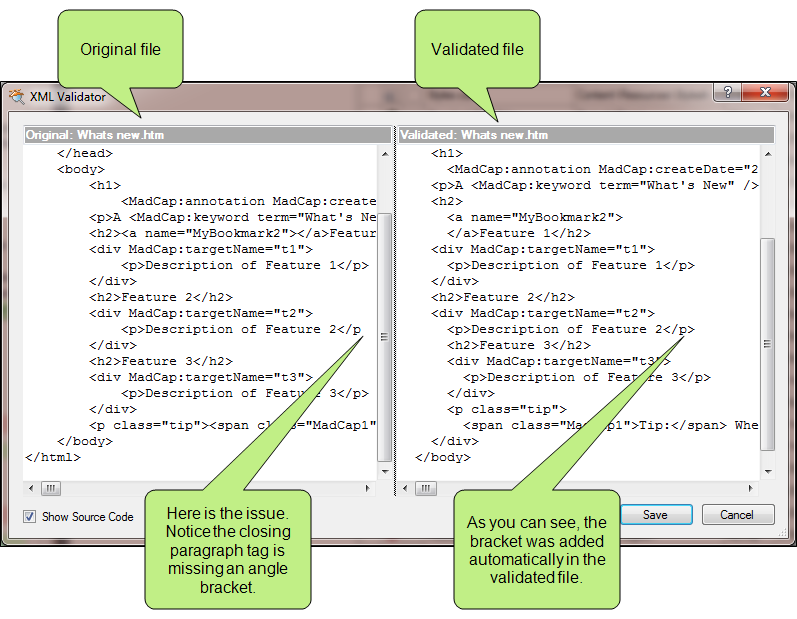 Original file
Validated file
XML Validator
?
Original: Whats new.htm
</head>
<body>
<h1>
<MadCap:annotation MadCap:create
<p>A <MadCap:keyword term="What's Ne
<h2><a name="MyBookmark2"></a>Featur
<div MadCap:targetName="t1">
<p>Description of Feature 1</p>
</div>
<h2>Feature 2</h2>
<div MadCap:targetName="t2">
<p>Description of Feature 2</p
</div>
<h2>Feature 3</h2>
<div MadCap:targetName="t3">
<p>Description of Feature 3</p>
</div>
<p class="tip"><span class="MadCap1"
</body>
</html>
Validated: Whats new.htm
<h1>
<MadCap:annotation MadCap:createDate="2
<p>A <MadCap:keyword term="What's New" />
<h2>
<a name="MyBookmark2">
</a>Feature 1</h2>
<div MadCap:targetName="t1">
<p>Description of Feature 1</p>
</div>
<h2>Feature 2</h2>
<div MadCap:targetName="t2">
<p>Description of Feature 2</p>
<h2>Feature 3</h2>
<div MadCap:targetName="t3">
<p>Description of Feature 3</p>
</div>
<p class="tip">
<span class="MadCap1">Tip:</span> Whe
</div>
</body>
Show Source Code
Here is the issue.
Notice the closing
paragraph tag is
missing an angle
bracket.
As you can see, the
bracket was added
automatically in the
validated file.
Save
Cancel